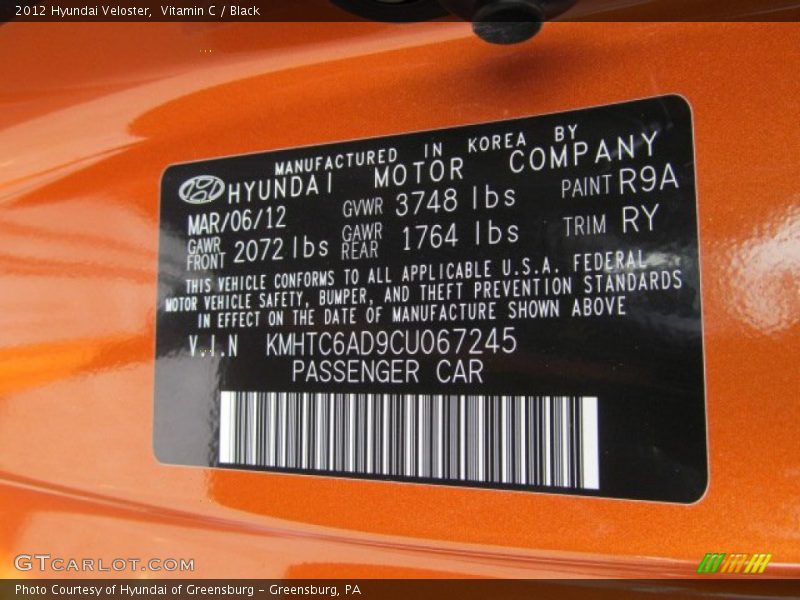 2012 Hyundai Veloster, Vitamin C / Black
MANUFACTURED IN KOREA BY
HYUNDAI MOTOR COMPANY
MAR/06/12 GVWR 3748 lbs PAINT R9A
GAWR FRONT 2072 lbs GAWR REAR 1764 lbs TRIM RY
THIS VEHICLE CONFORMS TO ALL APPLICABLE U.S.A. FEDERAL
MOTOR VEHICLE SAFETY, BUMPER, AND THEFT PREVENTION STANDARDS
IN EFFECT ON THE DATE OF MANUFACTURE SHOWN ABOVE
V.I.N KMHTC6AD9CU067245
PASSENGER CAR
GTCARLOT.COM
Photo Courtesy of Hyundai of Greensburg - Greensburg, PA